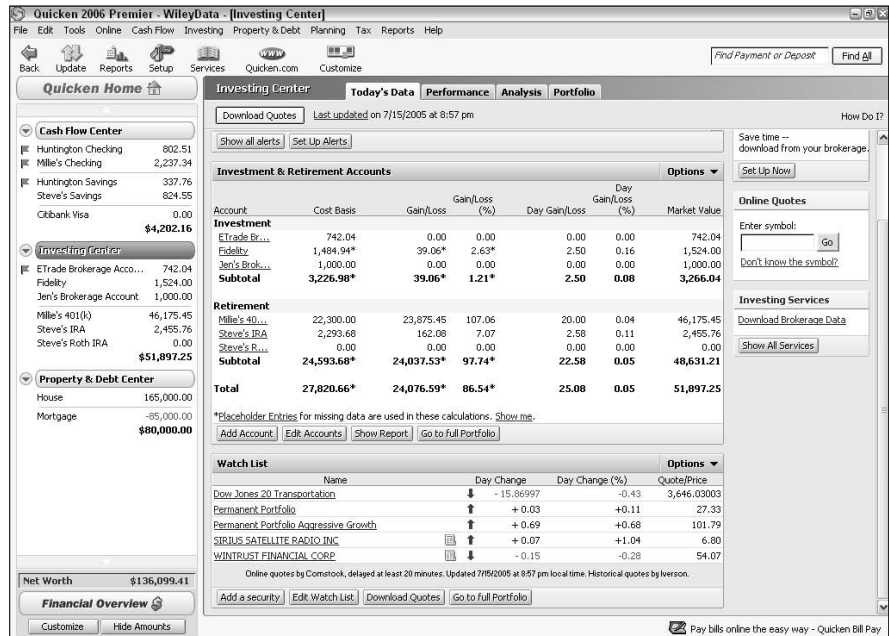 Quicken 2006 Premier - WileyData - [Investing Center]
File Edit Tools Online Cash Flow Investing Property & Debt Planning Tax Reports Help
Back Update Reports Setup Services Quicken.com Customize
Find Payment or Deposit Find All
Quicken Home
Cash Flow Center
Huntington Checking 802.51
Millie's Checking 2,237.34
Huntington Savings 337.76
Steve's Savings 824.55
Citibank Visa 0.00
$4,202.16
Investing Center
ETrade Brokerage Acco... 742.04
Fidelity 1,524.00
Jen's Brokerage Account 1,000.00
Millie's 401(k) 46,175.45
Steve's IRA 2,455.76
Steve's Roth IRA 0.00
$51,897.25
Property & Debt Center
House 165,000.00
Mortgage -85,000.00
$80,000.00
Net Worth $136,099.41
Financial Overview
Customize Hide Amounts
Investing Center Today's Data Performance Analysis Portfolio
Download Quotes Last updated on 7/15/2005 at 8:57 pm How Do I?
Show all alerts Set Up Alerts
Investment & Retirement Accounts Options
Account Cost Basis Gain/Loss Gain/Loss (%) Day Gain/Loss Day Gain/Loss (%) Market Value
Investment
ETrade Br... 742.04 0.00 0.00 0.00 0.00 742.04
Fidelity 1,484.94* 39.06* 2.63* 2.50 0.16 1,524.00
Jen's Brok... 1,000.00 0.00 0.00 0.00 0.00 1,000.00
Subtotal 3,226.98* 39.06* 1.21* 2.50 0.08 3,266.04
Retirement
Millie's 40... 22,300.00 23,875.45 107.06 20.00 0.04 46,175.45
Steve's IRA 2,293.68 162.08 7.07 2.58 0.11 2,455.76
Steve's R... 0.00 0.00 0.00 0.00 0.00 0.00
Subtotal 24,593.68* 24,037.53* 97.74* 22.58 0.05 48,631.21
Total 27,820.66* 24,076.59* 86.54* 25.08 0.05 51,897.25
*Placeholder Entries for missing data are used in these calculations. Show me.
Add Account Edit Accounts Show Report Go to full Portfolio
Watch List Options
Name Day Change Day Change (%) Quote/Price
Dow Jones 20 Transportation - 15.86997 -0.43 3,646.03003
Permanent Portfolio + 0.03 +0.11 27.33
Permanent Portfolio Aggressive Growth + 0.69 +0.68 101.79
SIRIUS SATELLITE RADIO INC + 0.07 +1.04 6.80
WINTRUST FINANCIAL CORP - 0.15 -0.28 54.07
Online quotes by Comstock, delayed at least 20 minutes. Updated 7/15/2005 at 8:57 pm local time. Historical quotes by Iverson.
Add a security Edit Watch List Download Quotes Go to full Portfolio
Save time --
download from your brokerage.
Set Up Now
Online Quotes
Enter symbol:
Go
Don't know the symbol?
Investing Services
Download Brokerage Data
Show All Services
Pay bills online the easy way - Quicken Bill Pay